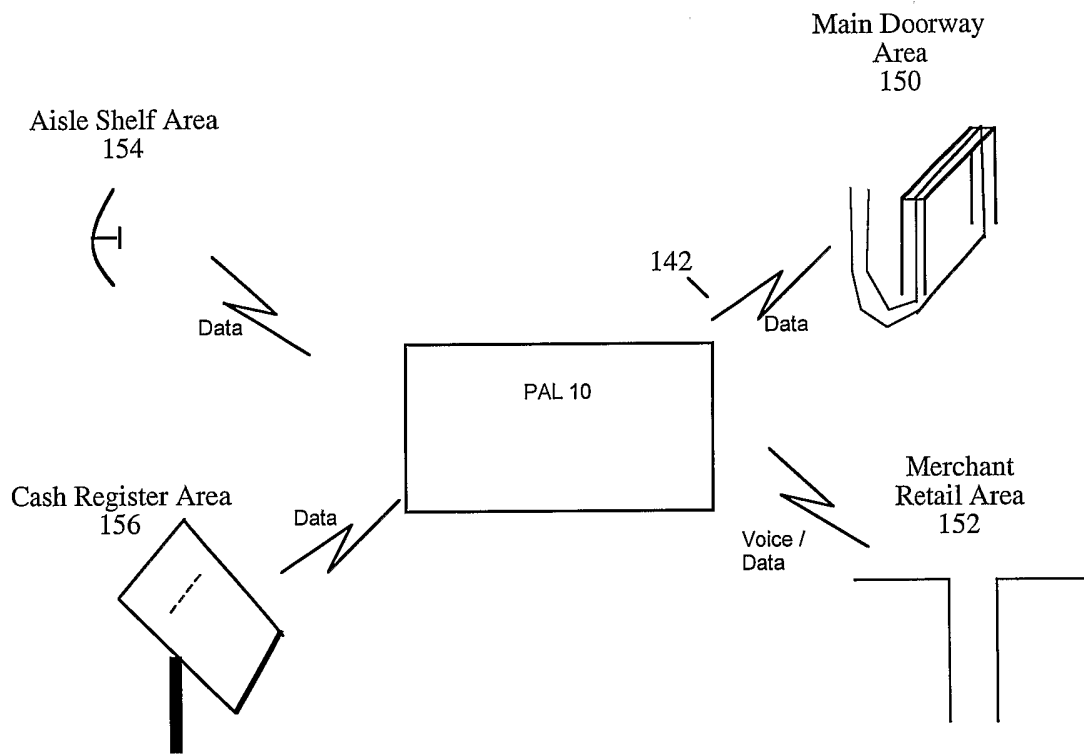 Main Doorway
Area
150
Aisle Shelf Area
154
142
Data
Data
PAL 10
Cash Register Area
156
Data
Merchant
Retail Area
152
Voice /
Data